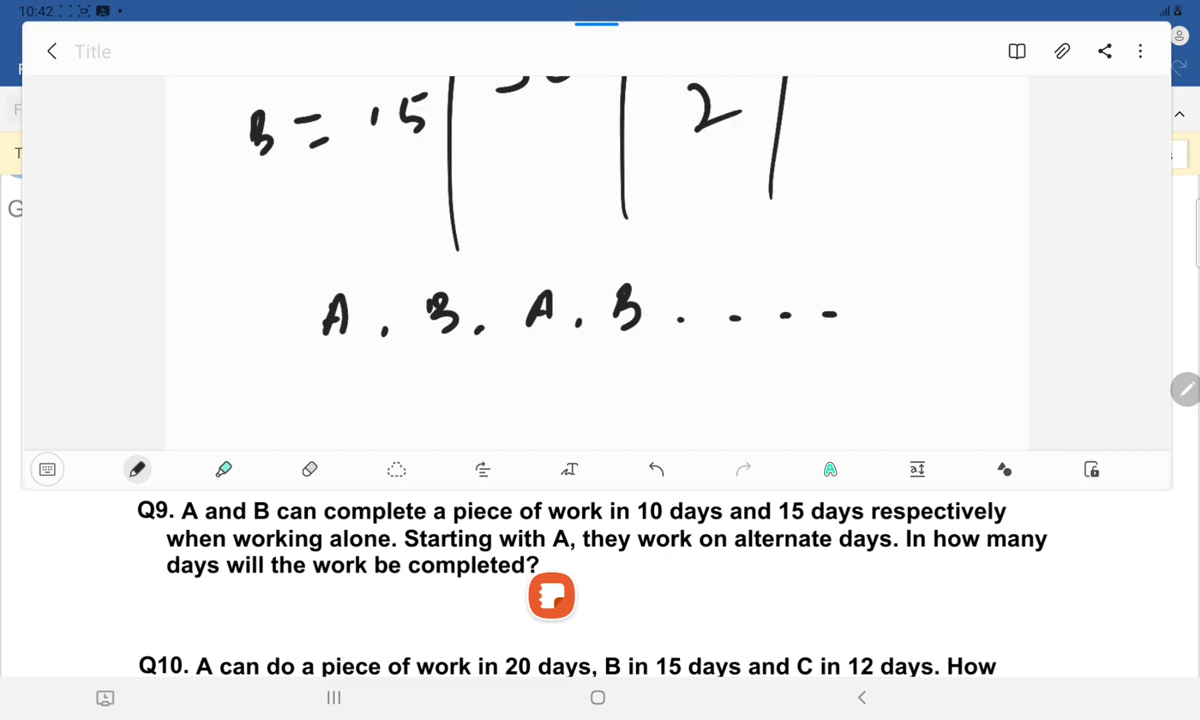 10:42
Title
B = 15 2
A . B . A . B . . . .
Q9. A and B can complete a piece of work in 10 days and 15 days respectively
when working alone. Starting with A, they work on alternate days. In how many
days will the work be completed?
Q10. A can do a piece of work in 20 days, B in 15 days and C in 12 days. How